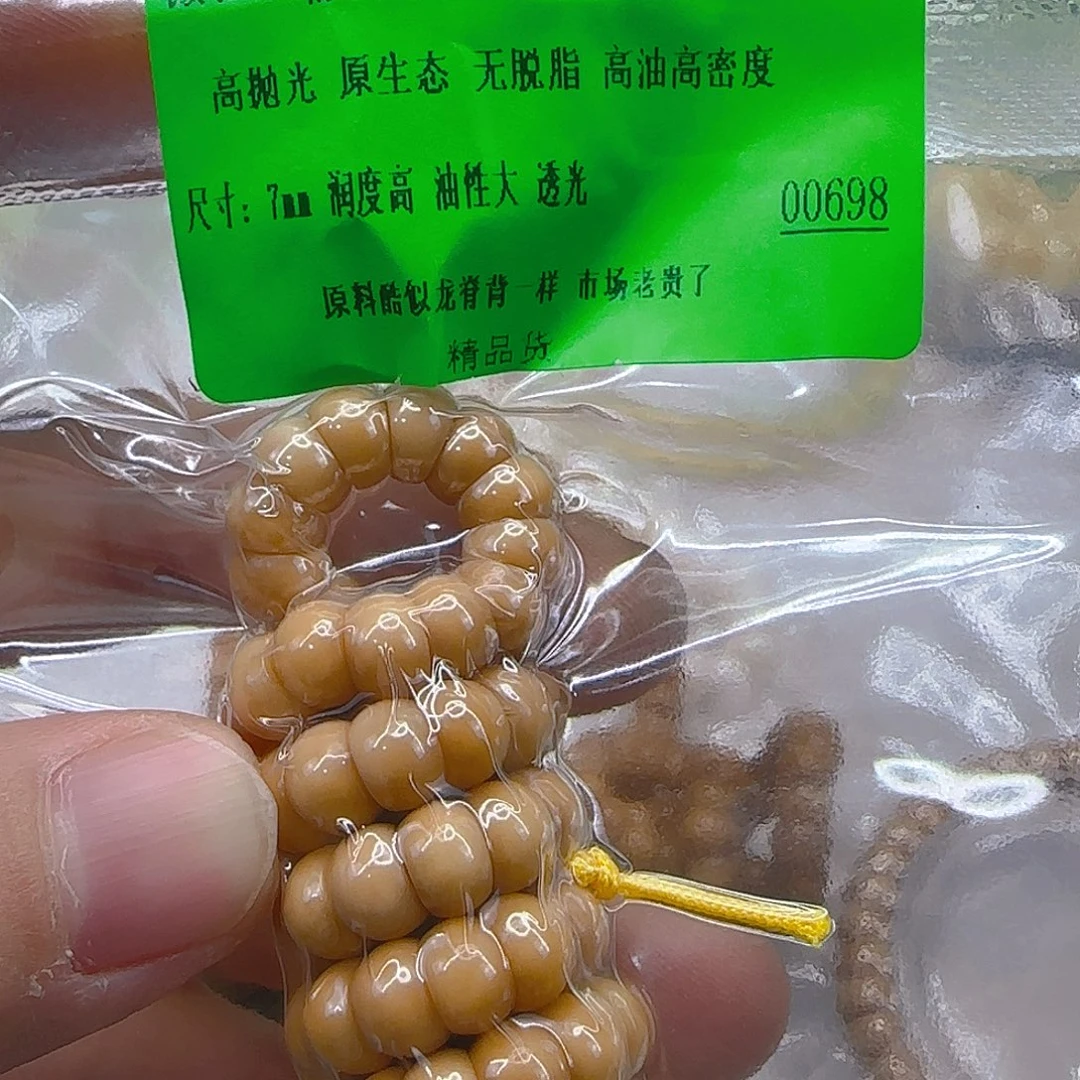 高抛光 原生态 无脱脂 高油高密度
尺寸: 7mm 润度高 油性大 透光
00698
原料酷似龙脊背一样 市场老贵了
精品货